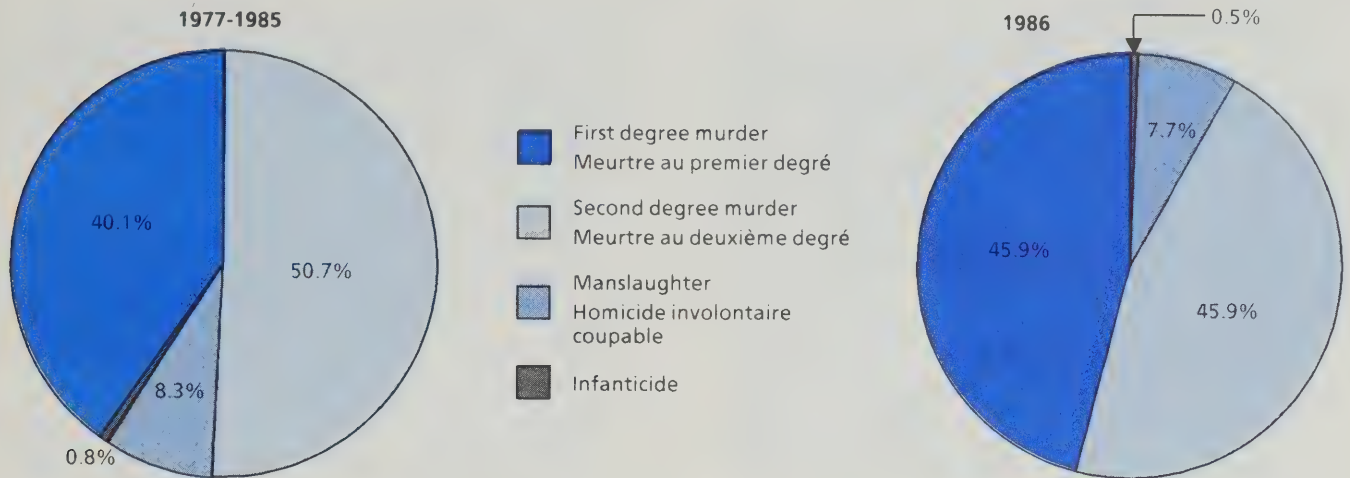 1977-1985
40.1%
50.7%
8.3%
0.8%
First degree murder
Meurtre au premier degré
Second degree murder
Meurtre au deuxième degré
Manslaughter
Homicide involontaire
coupable
Infanticide
1986
0.5%
7.7%
45.9%
45.9%